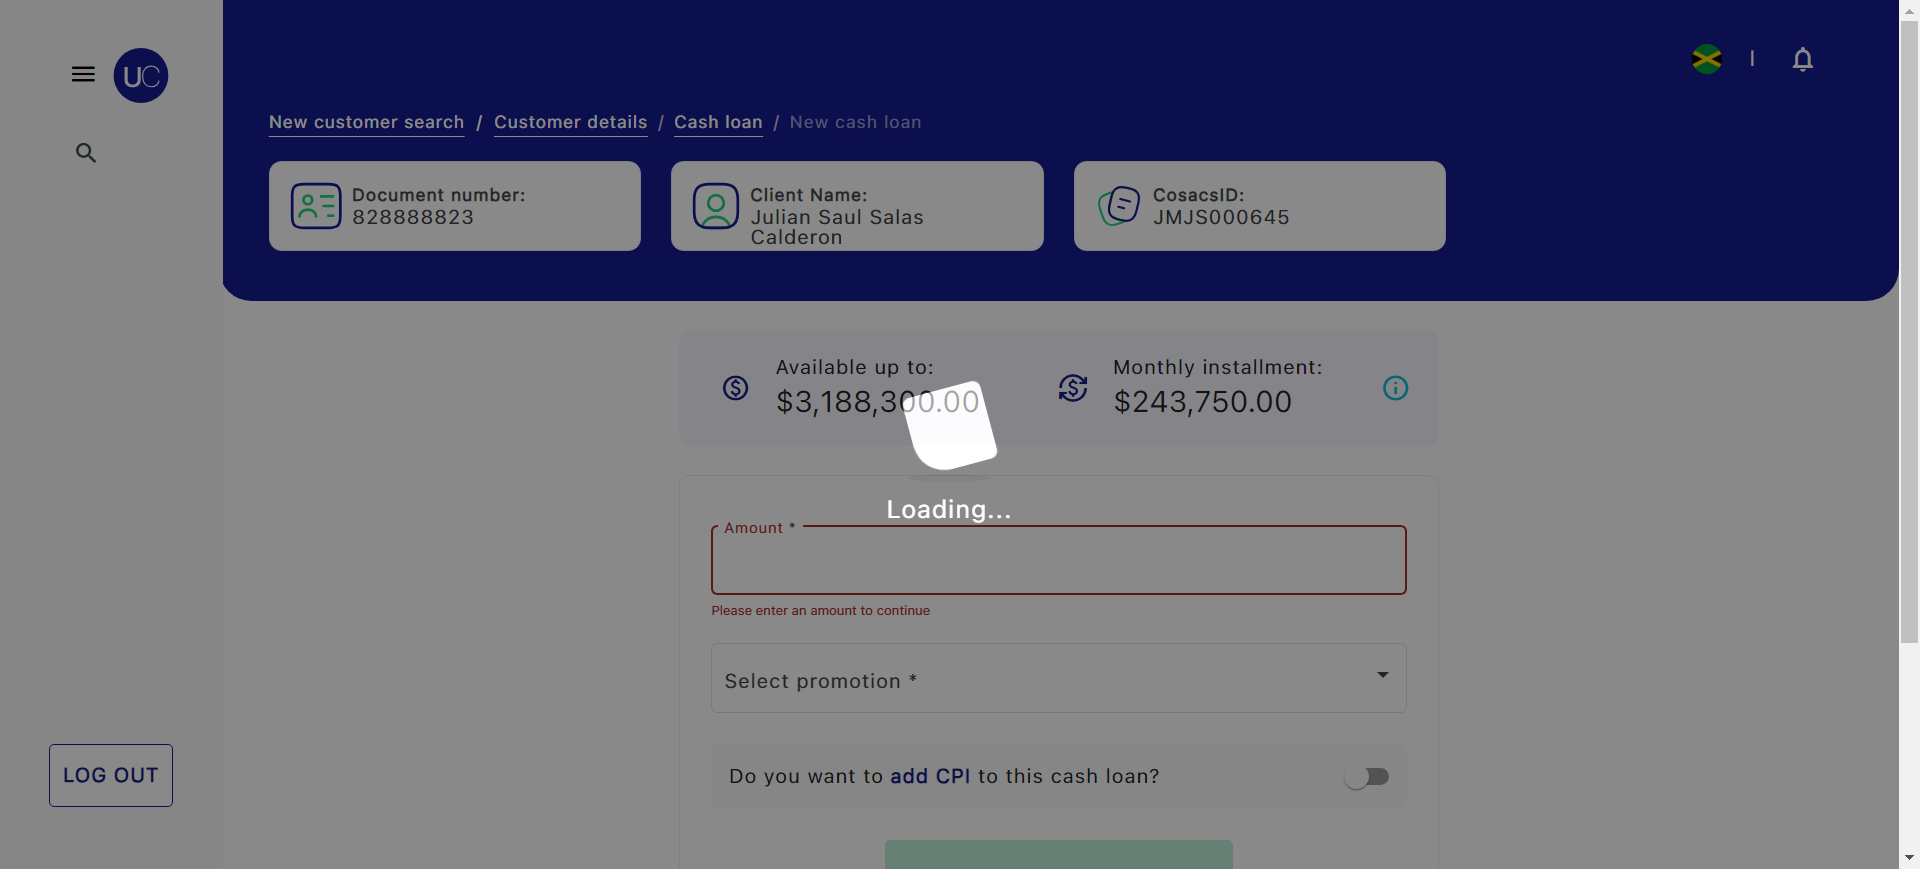 UC
New customer search / Customer details / Cash loan / New cash loan
Document number:
828888823
Client Name:
Julian Saul Salas
Calderon
CosacsID:
JMJS000645
Available up to:
$3,188,300.00
Monthly installment:
$243,750.00
Loading...
Amount *
Please enter an amount to continue
Select promotion *
Do you want to add CPI to this cash loan?
LOG OUT